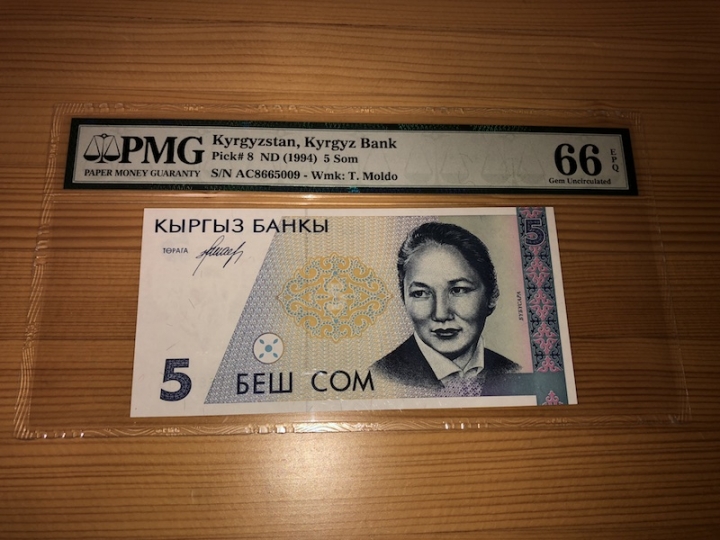 PMG
PAPER MONEY GUARANTY
Kyrgyzstan, Kyrgyz Bank
Pick# 8 ND (1994) 5 Som
S/N AC8665009 - Wmk: T. Moldo
66 EPQ
Gem Uncirculated
КЫРГЫЗ БАНКЫ
5
ТӨРАГА
5
БЕШ СОМ